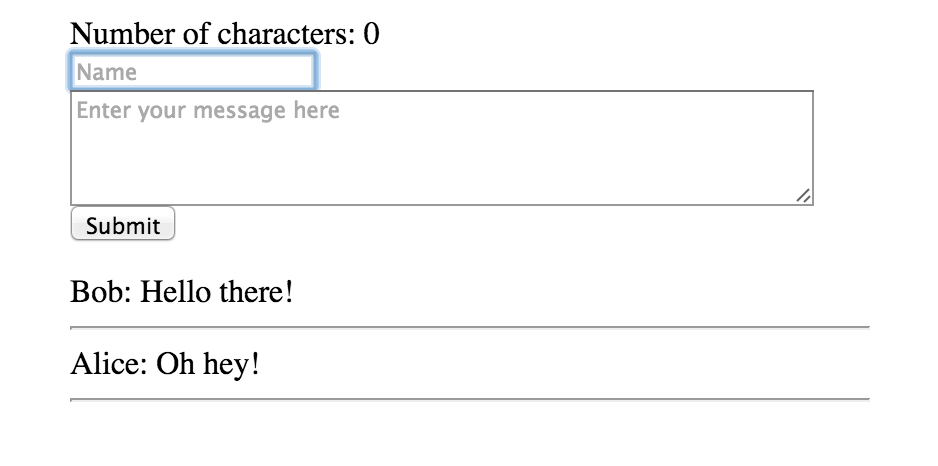 Number of characters: 0
Name
Enter your message here
Submit
Bob: Hello there!
Alice: Oh hey!